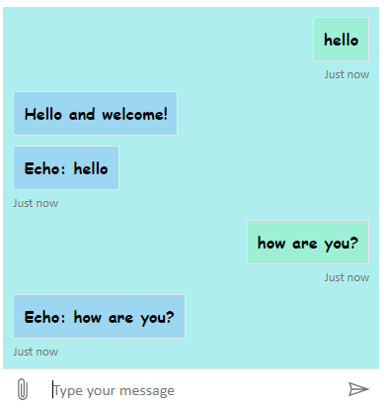 hello
Just now
Hello and welcome!
Echo: hello
Just now
how are you?
Just now
Echo: how are you?
Just now
Type your message